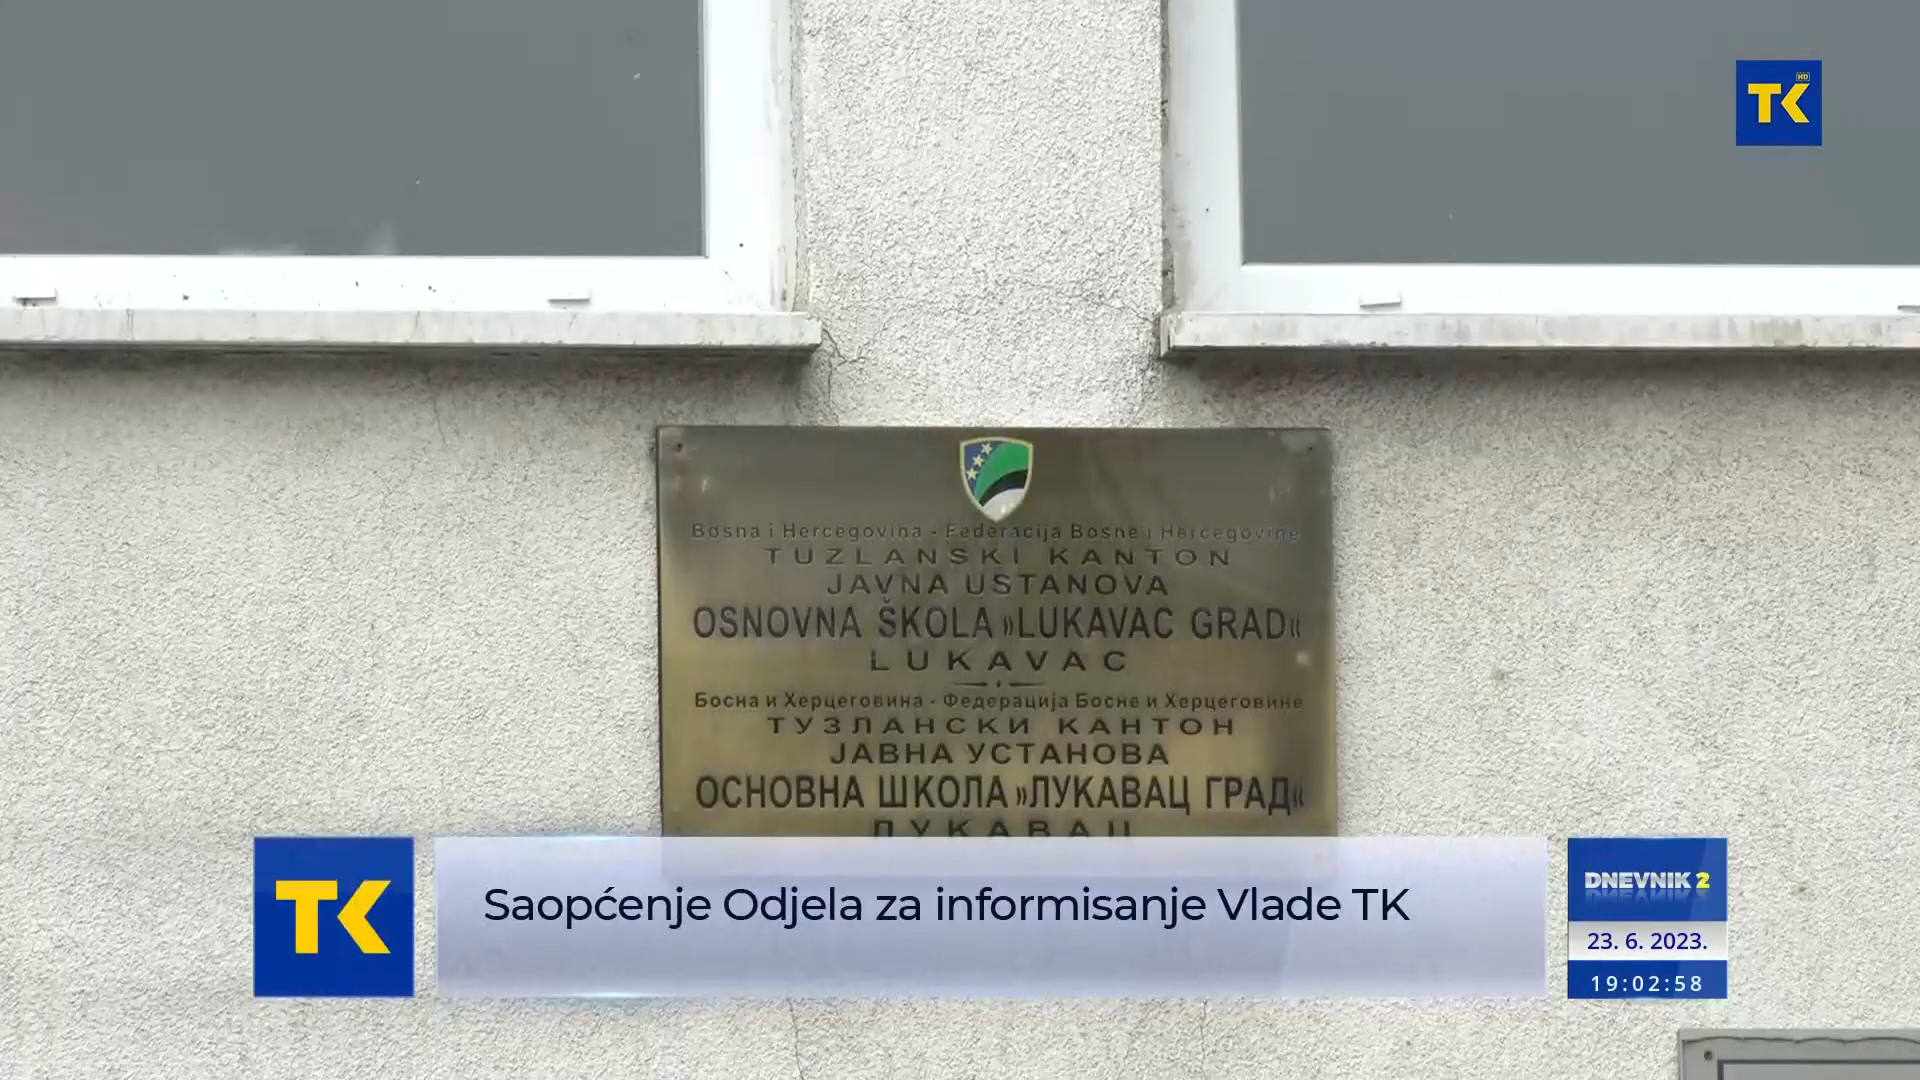 TK HD
Bosna i Hercegovina - Federacija Bosne i Hercegovine
TUZLANSKI KANTON
JAVNA USTANOVA
OSNOVNA ŠKOLA »LUKAVAC GRAD«
LUKAVAC
Босна и Херцеговина - Федерација Босне и Херцеговине
ТУЗЛАНСКИ КАНТОН
ЈАВНА УСТАНОВА
ОСНОВНА ШКОЛА »ЛУКАВАЦ ГРАД«
ЛУКАВАЦ
TK
Saopćenje Odjela za informisanje Vlade TK
DNEVNIK 2
23. 6. 2023.
19:02:58